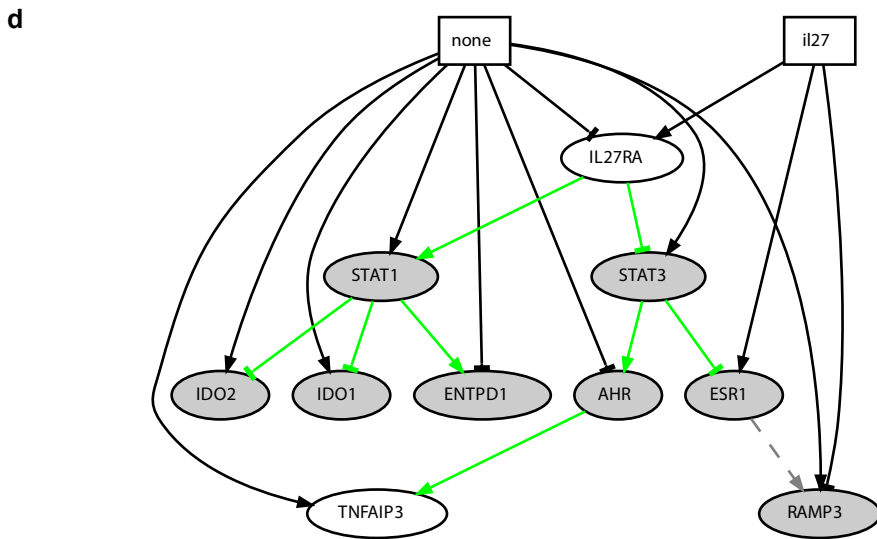 d
none
il27
IL27RA
STAT1
STAT3
IDO2
IDO1
ENTPD1
AHR
ESR1
TNFAIP3
RAMP3